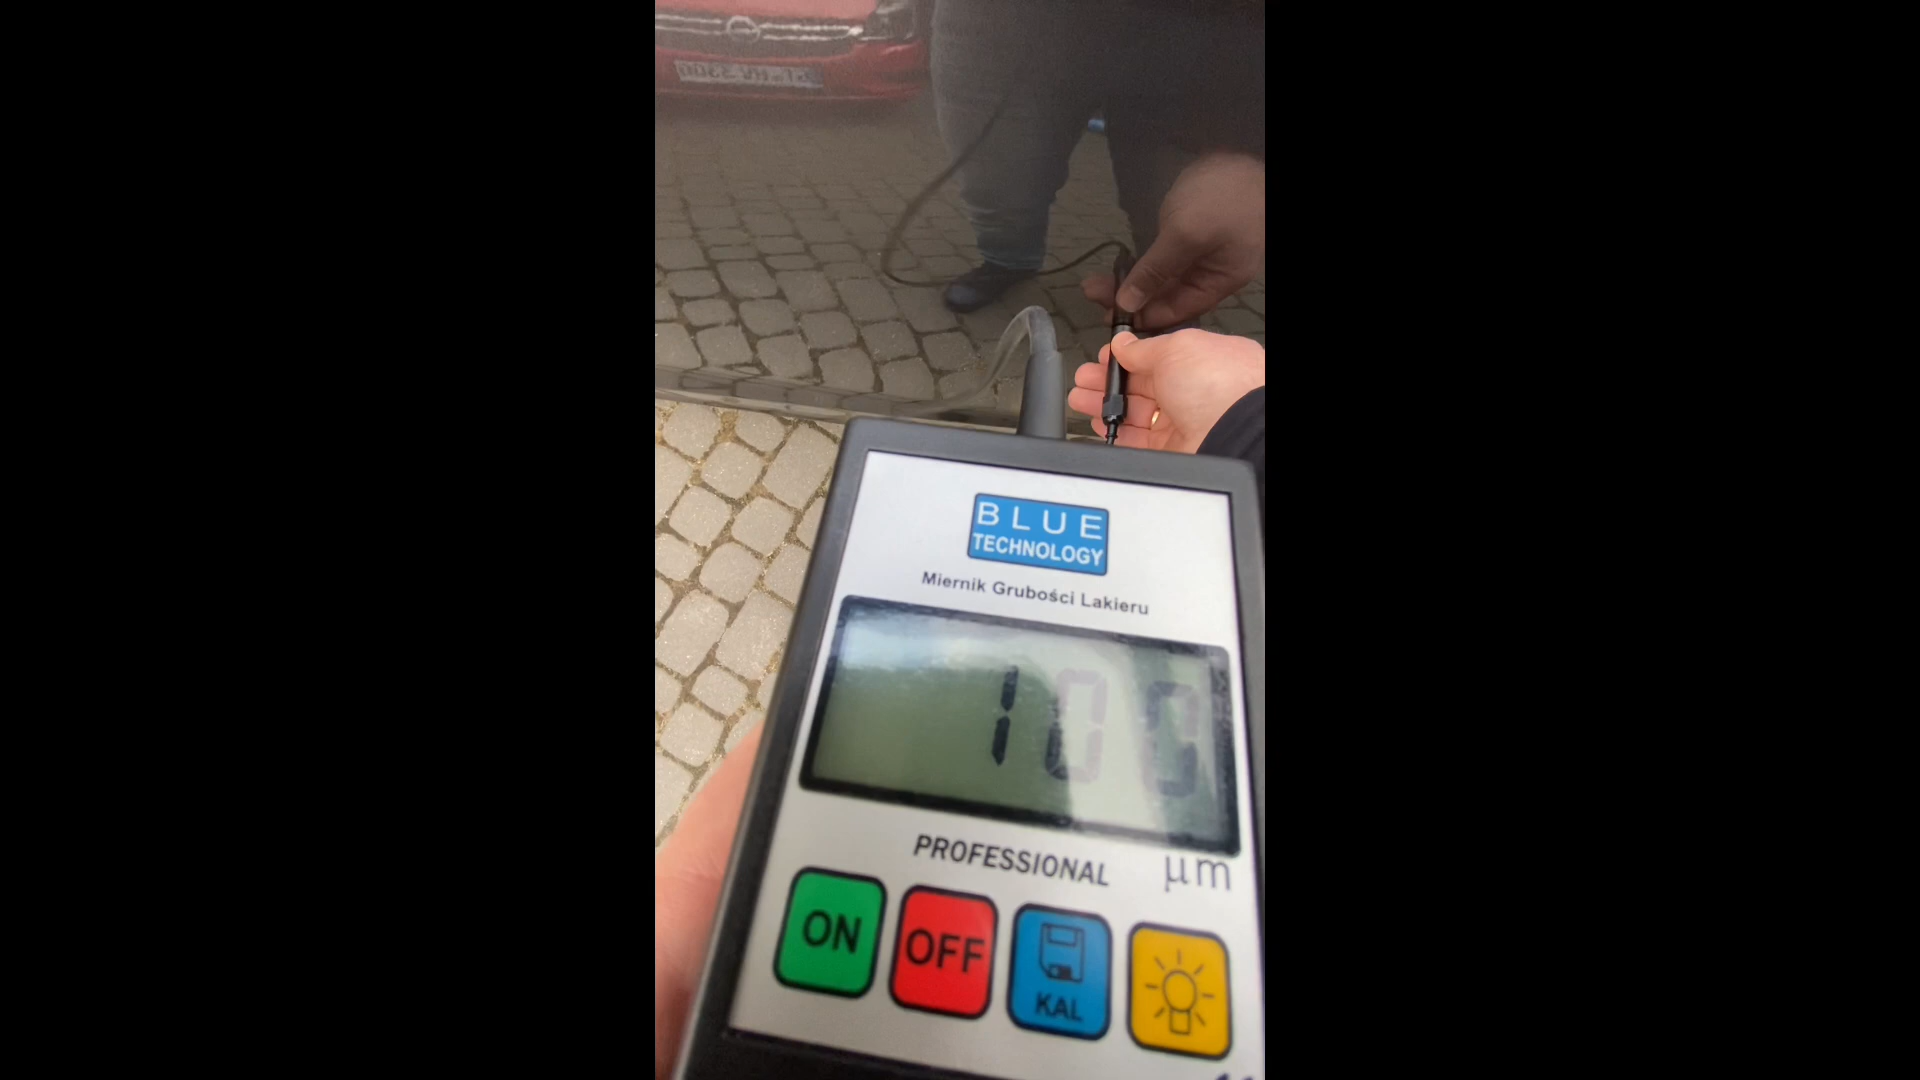 BLUE
TECHNOLOGY
Miernik Grubości Lakieru
100
PROFESSIONAL
µm
ON
OFF
KAL